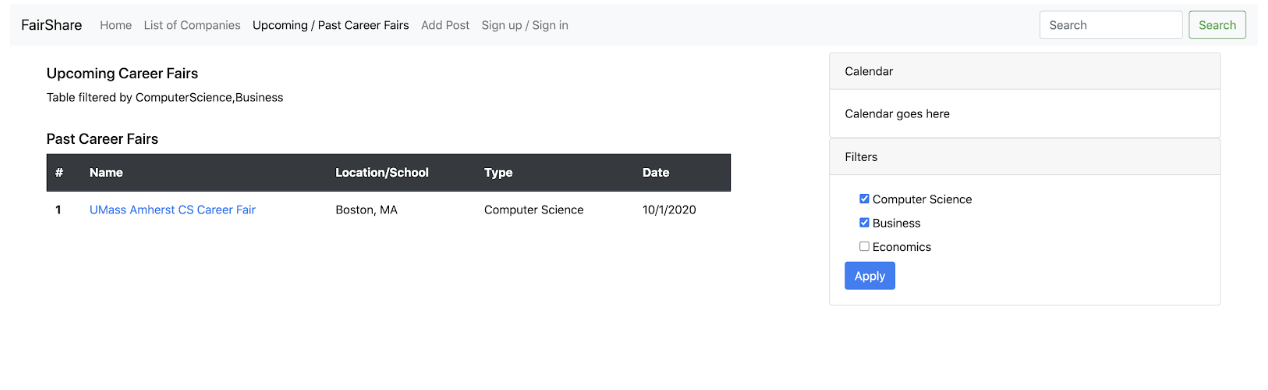 FairShare Home List of Companies Upcoming / Past Career Fairs Add Post Sign up / Sign in Search Search
Upcoming Career Fairs
Table filtered by ComputerScience,Business
Past Career Fairs
# Name Location/School Type Date
1 UMass Amherst CS Career Fair Boston, MA Computer Science 10/1/2020
Calendar
Calendar goes here
Filters
Computer Science
Business
Economics
Apply